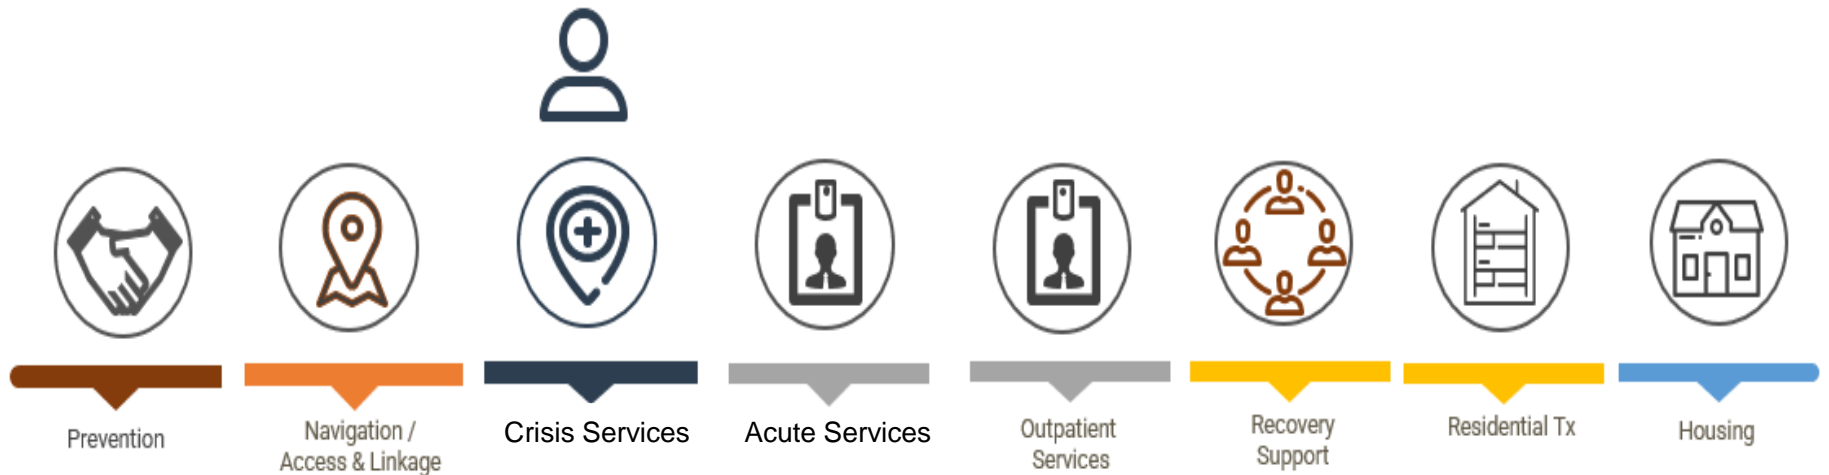 Prevention
Navigation /
Access & Linkage
Crisis Services
Acute Services
Outpatient
Services
Recovery
Support
Residential Tx
Housing